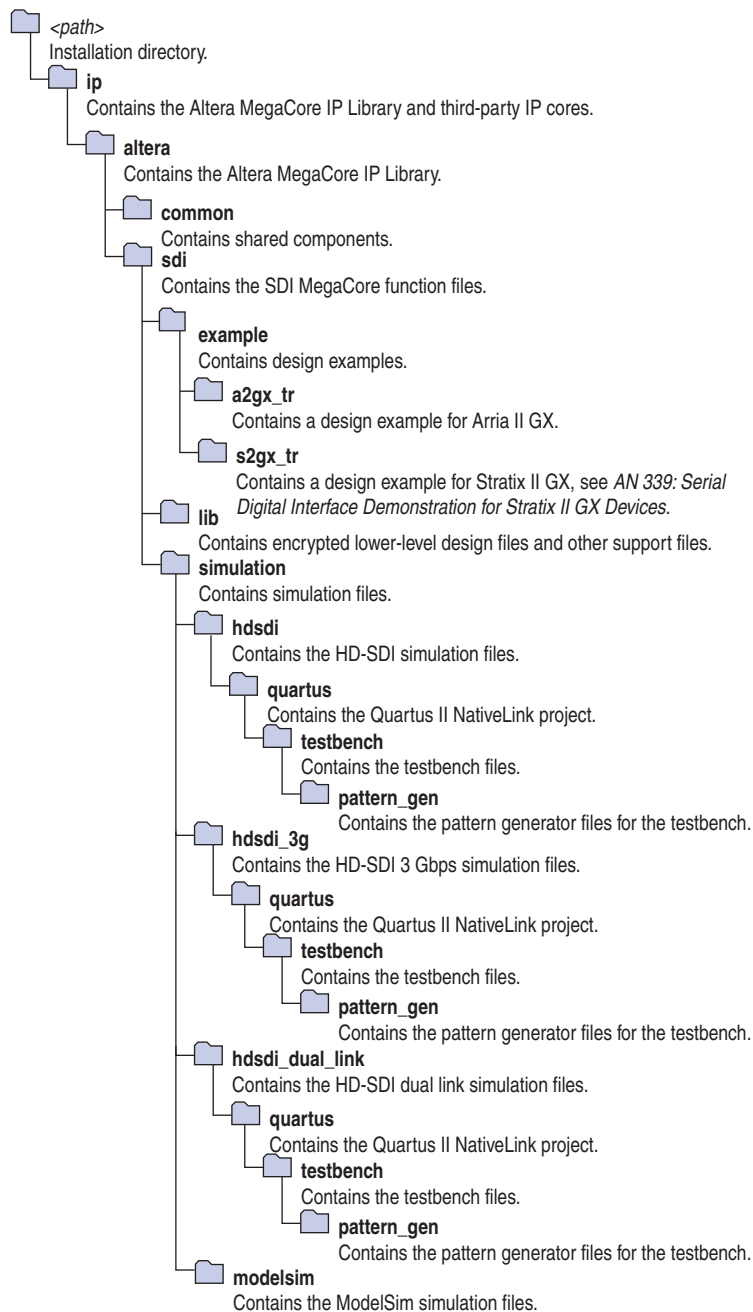 <path>
Installation directory.
ip
Contains the Altera MegaCore IP Library and third-party IP cores.
altera
Contains the Altera MegaCore IP Library.
common
Contains shared components.
sdi
Contains the SDI MegaCore function files.
example
Contains design examples.
a2gx_tr
Contains a design example for Arria II GX.
s2gx_tr
Contains a design example for Stratix II GX, see AN 339: Serial
Digital Interface Demonstration for Stratix II GX Devices.
lib
Contains encrypted lower-level design files and other support files.
simulation
Contains simulation files.
hdsdi
Contains the HD-SDI simulation files.
quartus
Contains the Quartus II NativeLink project.
testbench
Contains the testbench files.
pattern_gen
Contains the pattern generator files for the testbench.
hdsdi_3g
Contains the HD-SDI 3 Gbps simulation files.
quartus
Contains the Quartus II NativeLink project.
testbench
Contains the testbench files.
pattern_gen
Contains the pattern generator files for the testbench.
hdsdi_dual_link
Contains the HD-SDI dual link simulation files.
quartus
Contains the Quartus II NativeLink project.
testbench
Contains the testbench files.
pattern_gen
Contains the pattern generator files for the testbench.
modelsim
Contains the ModelSim simulation files.